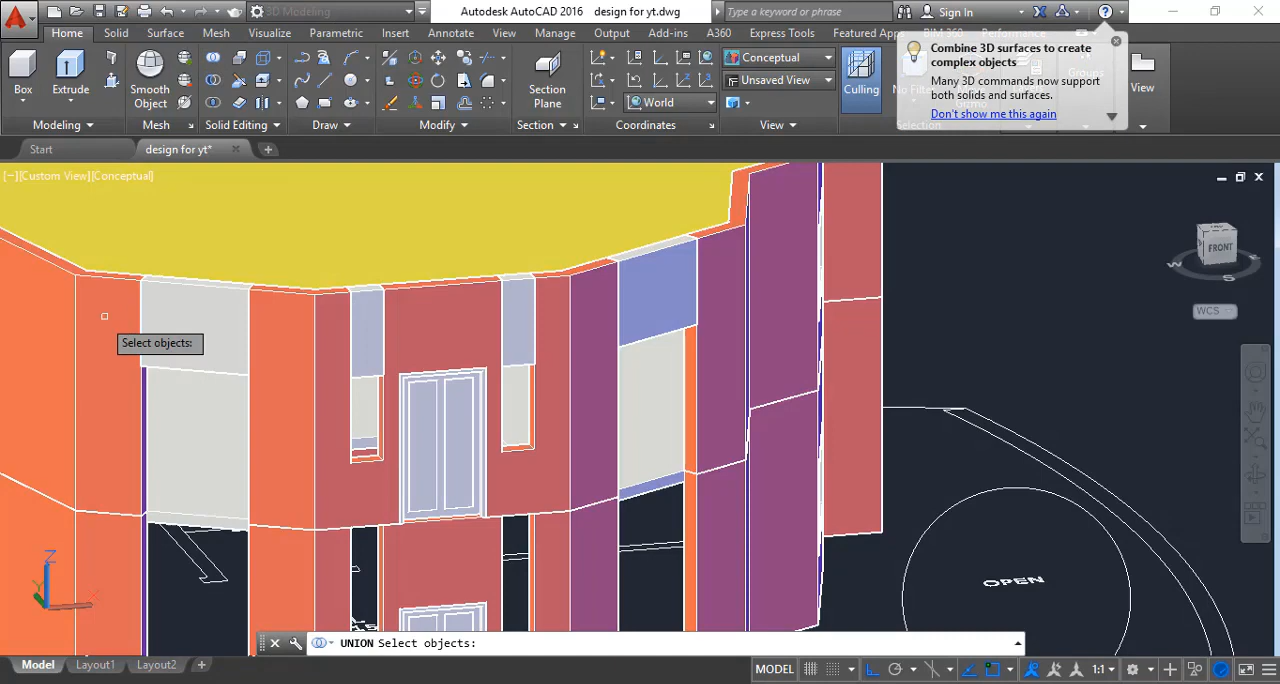 3D Modeling
Autodesk AutoCAD 2016 design for yt.dwg
Type a keyword or phrase
Sign In
Home Solid Surface Mesh Visualize Parametric Insert Annotate View Manage Output Add-ins A360 Express Tools Featured Apps BIM 360 Performance
Combine 3D surfaces to create
complex objects
Many 3D commands now support
both solids and surfaces.
Don't show me this again
Box
Extrude
Smooth
Object
Section
Plane
Conceptual
Unsaved View
World
Culling
No Filter
Gizmo
Groups
View
Modeling Mesh Solid Editing Draw Modify Section Coordinates View Selection
Start design for yt*
[−][Custom View][Conceptual]
FRONT
W
S
WCS
Select objects:
OPEN
Z
Y
X
UNION Select objects:
Model Layout1 Layout2
MODEL 1:1